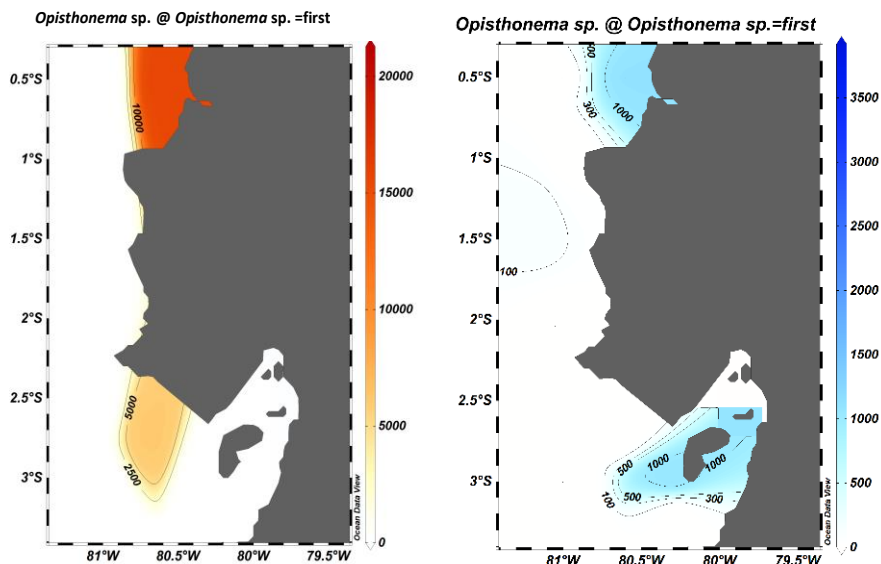 Opisthonema sp. @ Opisthonema sp. =first
0.5°S
1°S
1.5°S
2°S
2.5°S
3°S
81°W 80.5°W 80°W 79.5°W
10000
5000
2500
20000
15000
10000
5000
0
Ocean Data View
Opisthonema sp. @ Opisthonema sp.=first
0.5°S
1°S
1.5°S
2°S
2.5°S
3°S
81°W 80.5°W 80°W 79.5°W
300
1000
100
500
1000
1000
100
500
300
3500
3000
2500
2000
1500
1000
500
0
Ocean Data View